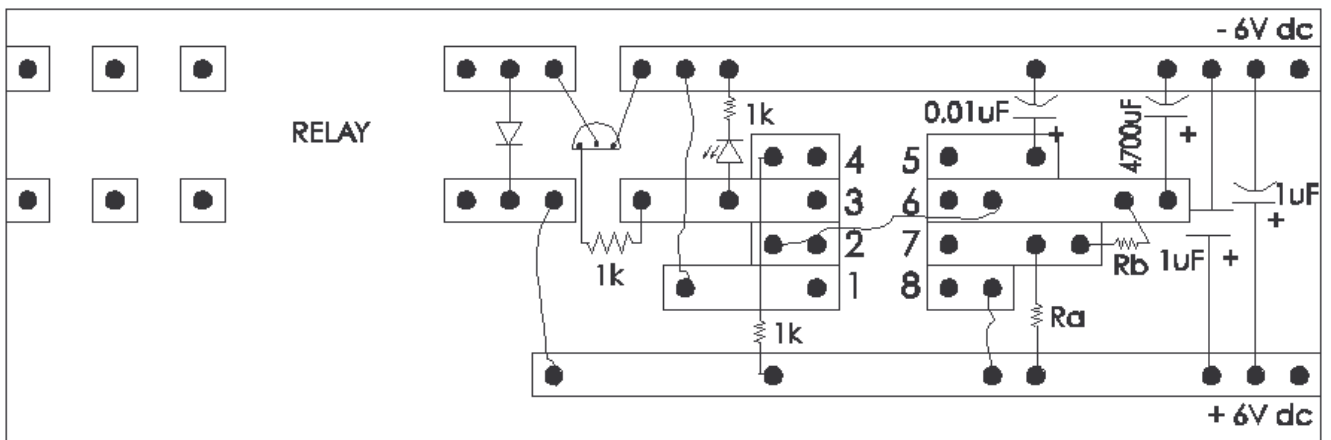 - 6V dc
RELAY
1k
0.01uF
4700uF
4
5
3
6
1uF
2
7
1k
Rb
1uF
1
8
Ra
1k
+ 6V dc